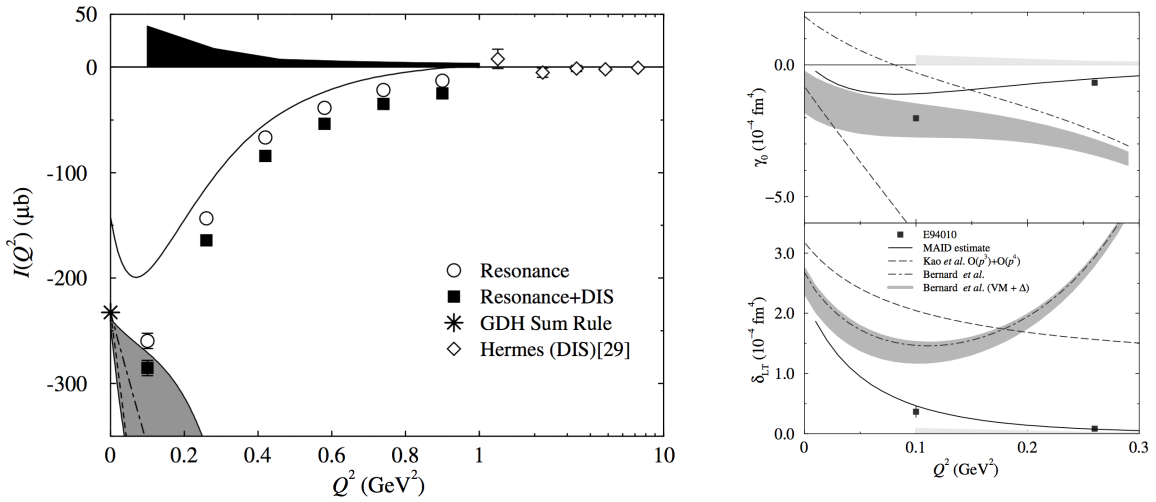 50
0
-100
-200
-300
I(Q²) (μb)
Resonance
Resonance+DIS
GDH Sum Rule
Hermes (DIS)[29]
0 0.2 0.4 0.6 0.8 1 10
Q² (GeV²)
0.0
−5.0
γ₀ (10⁻⁴ fm⁴)
E94010
MAID estimate
Kao et al. O(p³)+O(p⁴)
Bernard et al.
Bernard et al. (VM + Δ)
3.0
2.0
1.0
0.0
δ_LT (10⁻⁴ fm⁴)
0 0.1 0.2 0.3
Q² (GeV²)